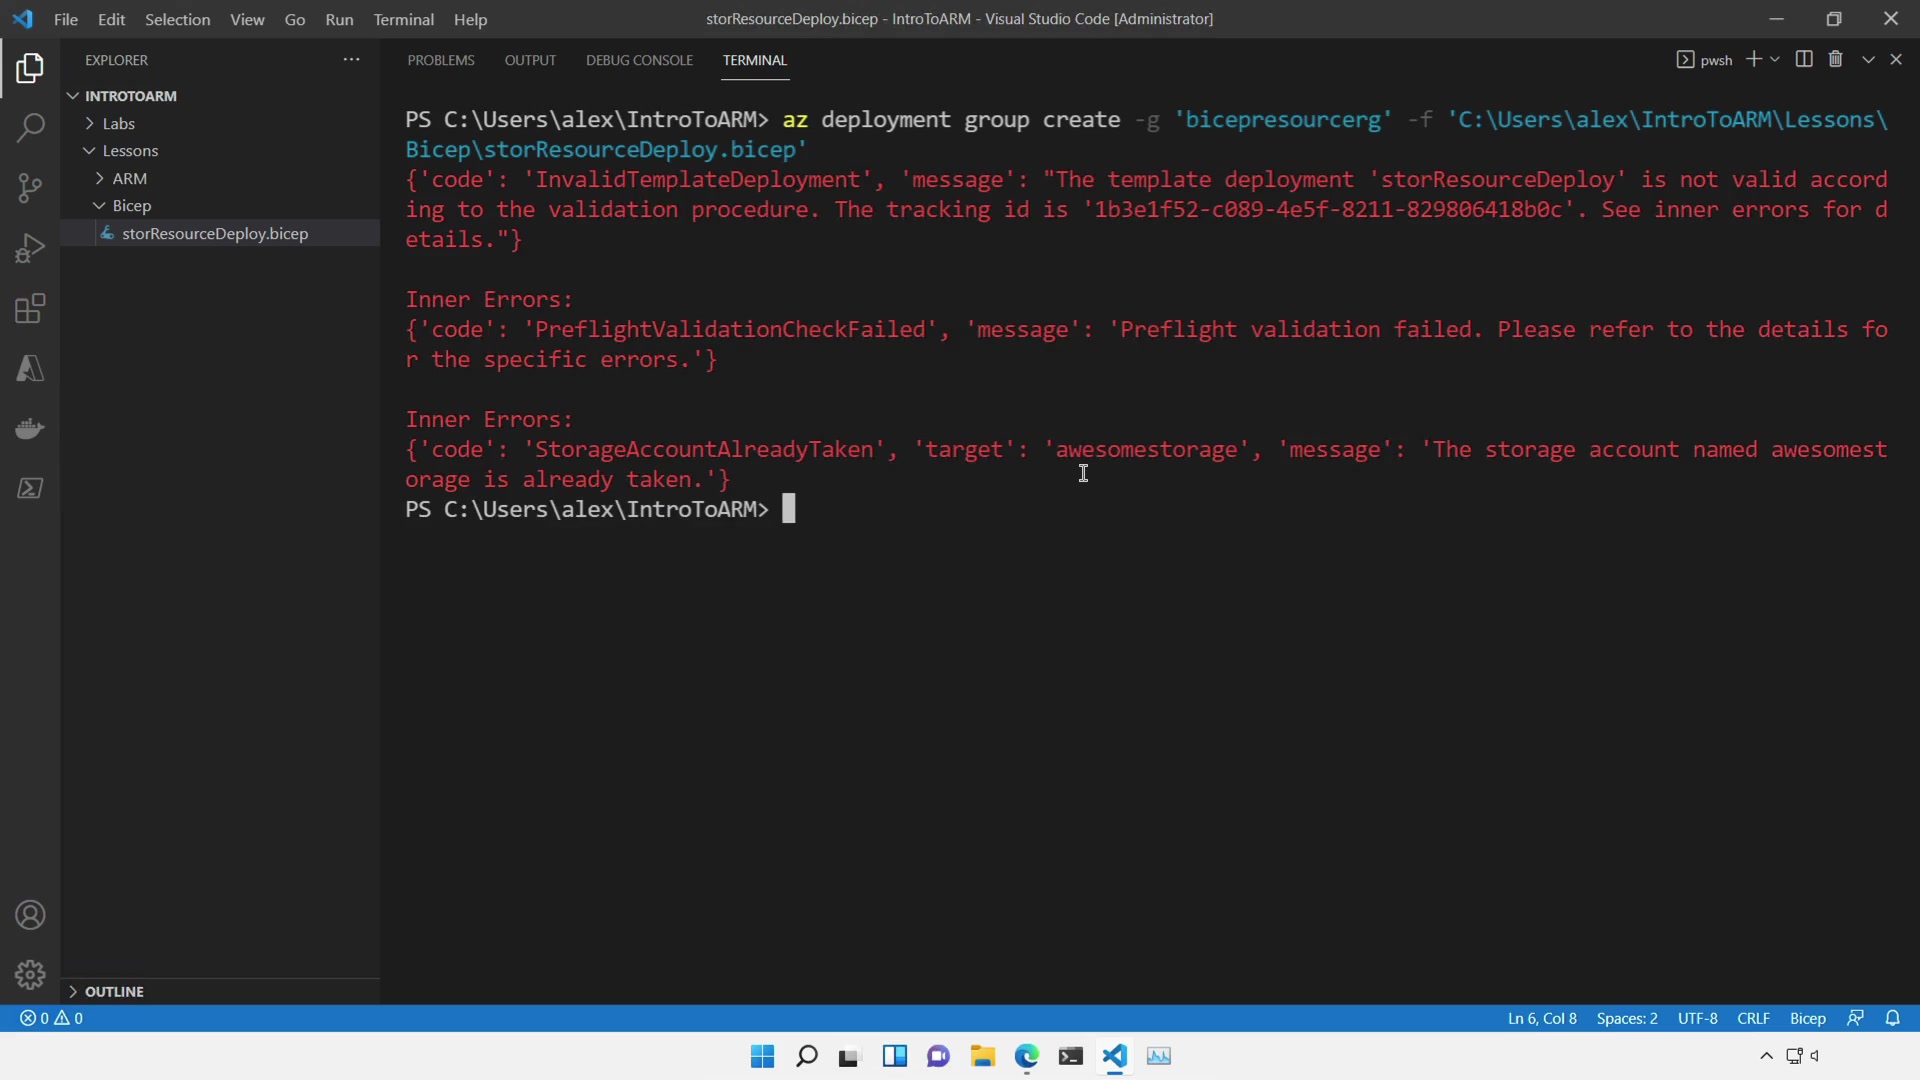 File Edit Selection View Go Run Terminal Help
storResourceDeploy.bicep - IntroToARM - Visual Studio Code [Administrator]
EXPLORER
INTROTOARM
Labs
Lessons
ARM
Bicep
storResourceDeploy.bicep
OUTLINE
PROBLEMS OUTPUT DEBUG CONSOLE TERMINAL
pwsh
PS C:\Users\alex\IntroToARM> az deployment group create -g 'bicepresourcerg' -f 'C:\Users\alex\IntroToARM\Lessons\
Bicep\storResourceDeploy.bicep'
{'code': 'InvalidTemplateDeployment', 'message': "The template deployment 'storResourceDeploy' is not valid accord
ing to the validation procedure. The tracking id is '1b3e1f52-c089-4e5f-8211-829806418b0c'. See inner errors for d
etails."}
Inner Errors:
{'code': 'PreflightValidationCheckFailed', 'message': 'Preflight validation failed. Please refer to the details fo
r the specific errors.'}
Inner Errors:
{'code': 'StorageAccountAlreadyTaken', 'target': 'awesomestorage', 'message': 'The storage account named awesomest
orage is already taken.'}
PS C:\Users\alex\IntroToARM>
0 0
Ln 6, Col 8 Spaces: 2 UTF-8 CRLF Bicep